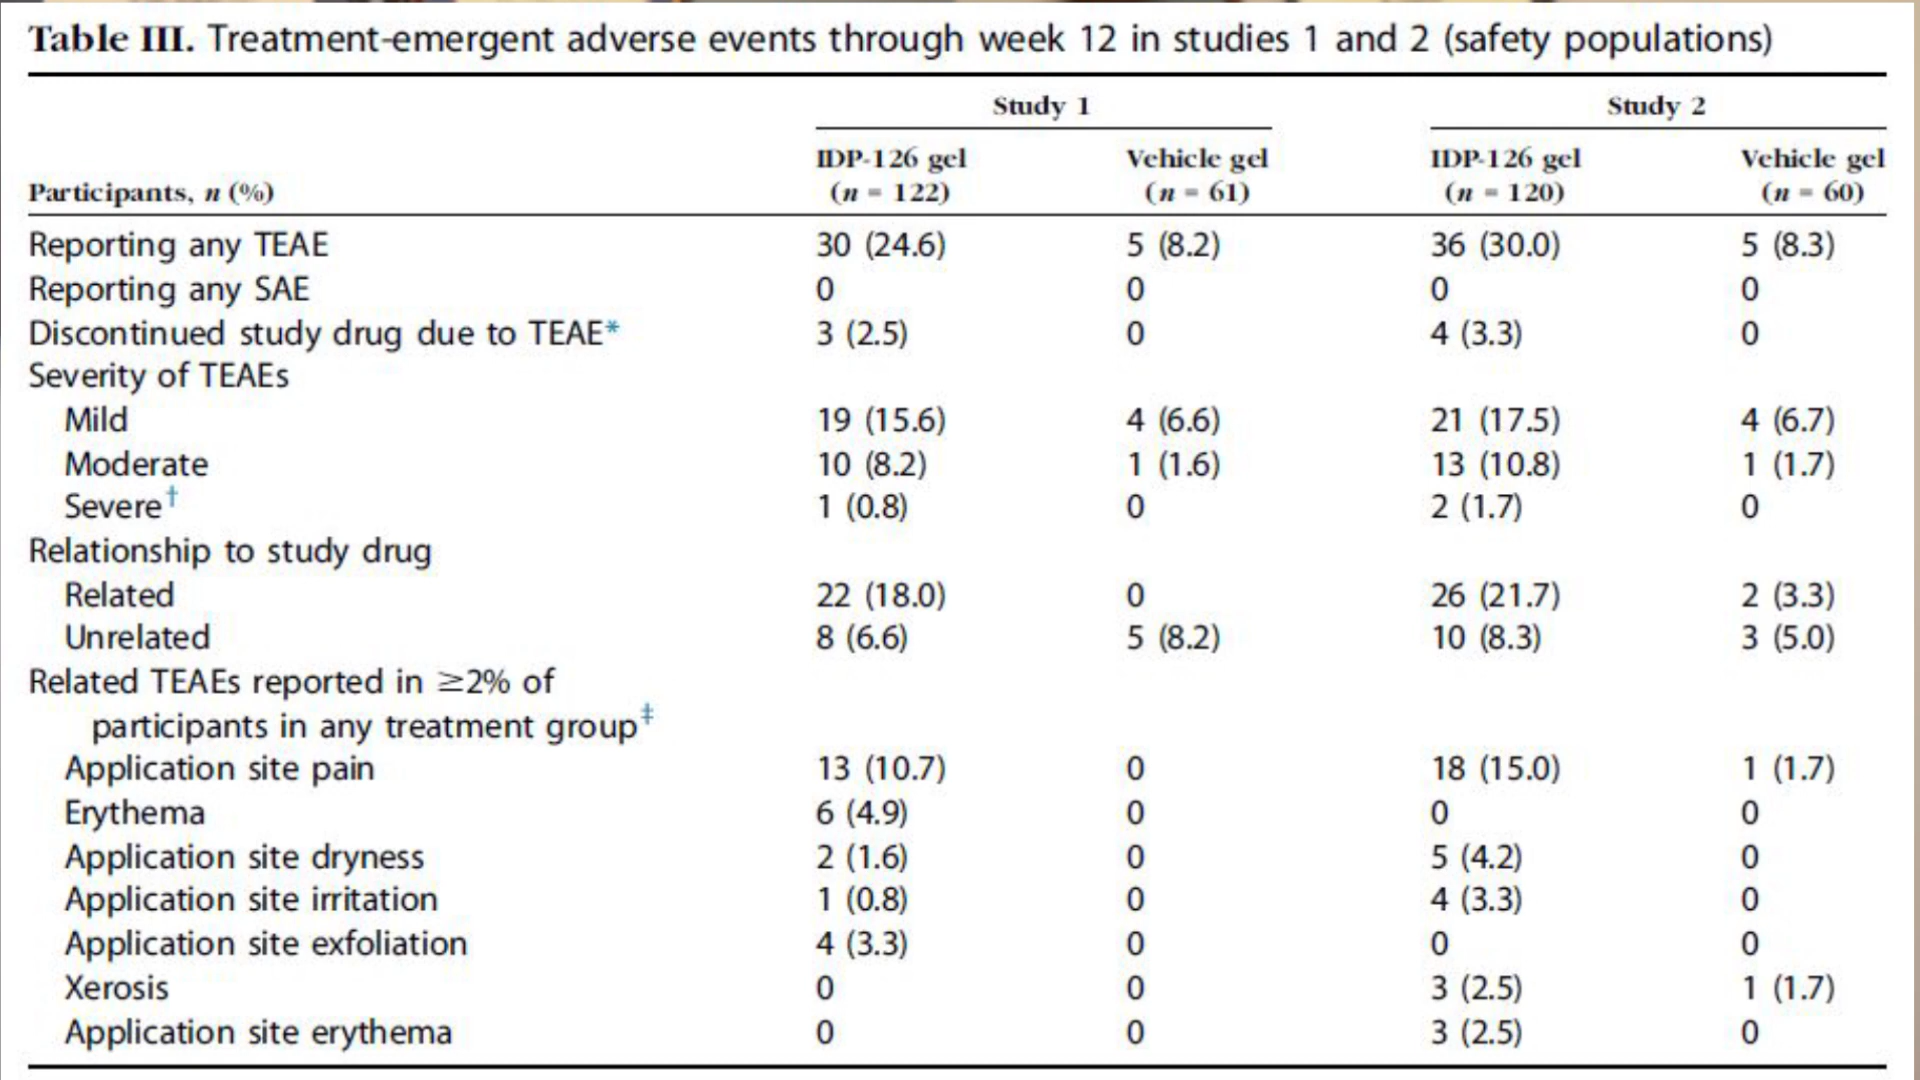 Table III. Treatment-emergent adverse events through week 12 in studies 1 and 2 (safety populations)
Study 1 Study 2
IDP-126 gel Vehicle gel IDP-126 gel Vehicle gel
Participants, n (%) (n = 122) (n = 61) (n = 120) (n = 60)
Reporting any TEAE 30 (24.6) 5 (8.2) 36 (30.0) 5 (8.3)
Reporting any SAE 0 0 0 0
Discontinued study drug due to TEAE* 3 (2.5) 0 4 (3.3) 0
Severity of TEAEs
Mild 19 (15.6) 4 (6.6) 21 (17.5) 4 (6.7)
Moderate 10 (8.2) 1 (1.6) 13 (10.8) 1 (1.7)
Severe† 1 (0.8) 0 2 (1.7) 0
Relationship to study drug
Related 22 (18.0) 0 26 (21.7) 2 (3.3)
Unrelated 8 (6.6) 5 (8.2) 10 (8.3) 3 (5.0)
Related TEAEs reported in ≥2% of
participants in any treatment group‡
Application site pain 13 (10.7) 0 18 (15.0) 1 (1.7)
Erythema 6 (4.9) 0 0 0
Application site dryness 2 (1.6) 0 5 (4.2) 0
Application site irritation 1 (0.8) 0 4 (3.3) 0
Application site exfoliation 4 (3.3) 0 0 0
Xerosis 0 0 3 (2.5) 1 (1.7)
Application site erythema 0 0 3 (2.5) 0